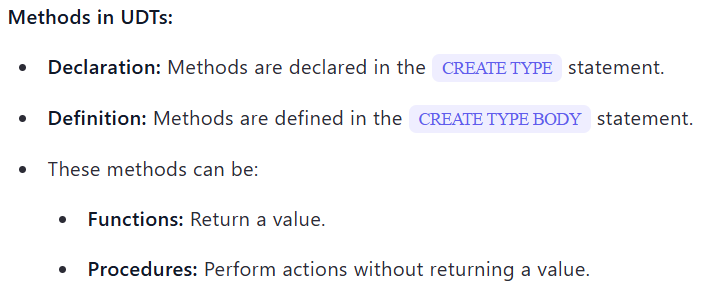 Methods in UDTs:
• Declaration: Methods are declared in the CREATE TYPE statement.
• Definition: Methods are defined in the CREATE TYPE BODY statement.
• These methods can be:
• Functions: Return a value.
• Procedures: Perform actions without returning a value.